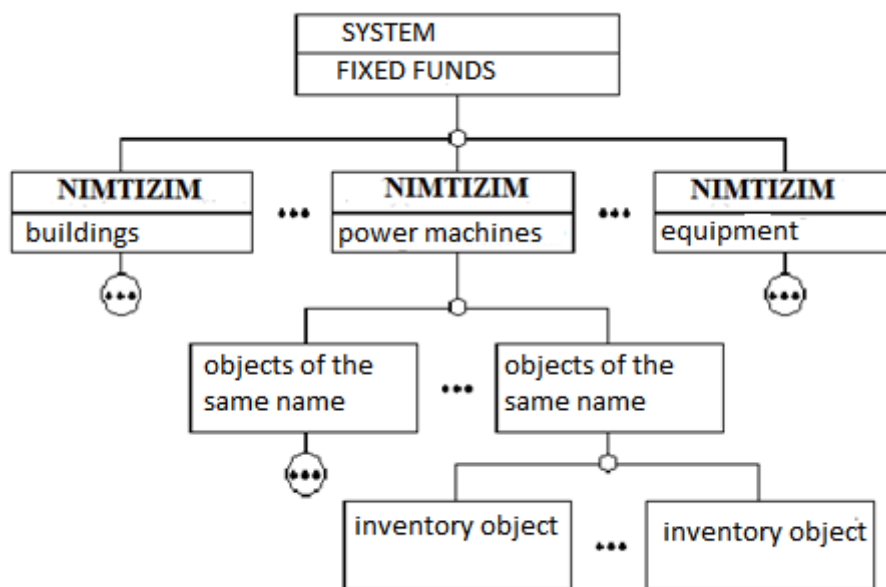 SYSTEM
FIXED FUNDS
NIMTIZIM
buildings
•••
NIMTIZIM
power machines
•••
NIMTIZIM
equipment
•••
•••
objects of the
same name
•••
objects of the
same name
•••
inventory object
•••
inventory object